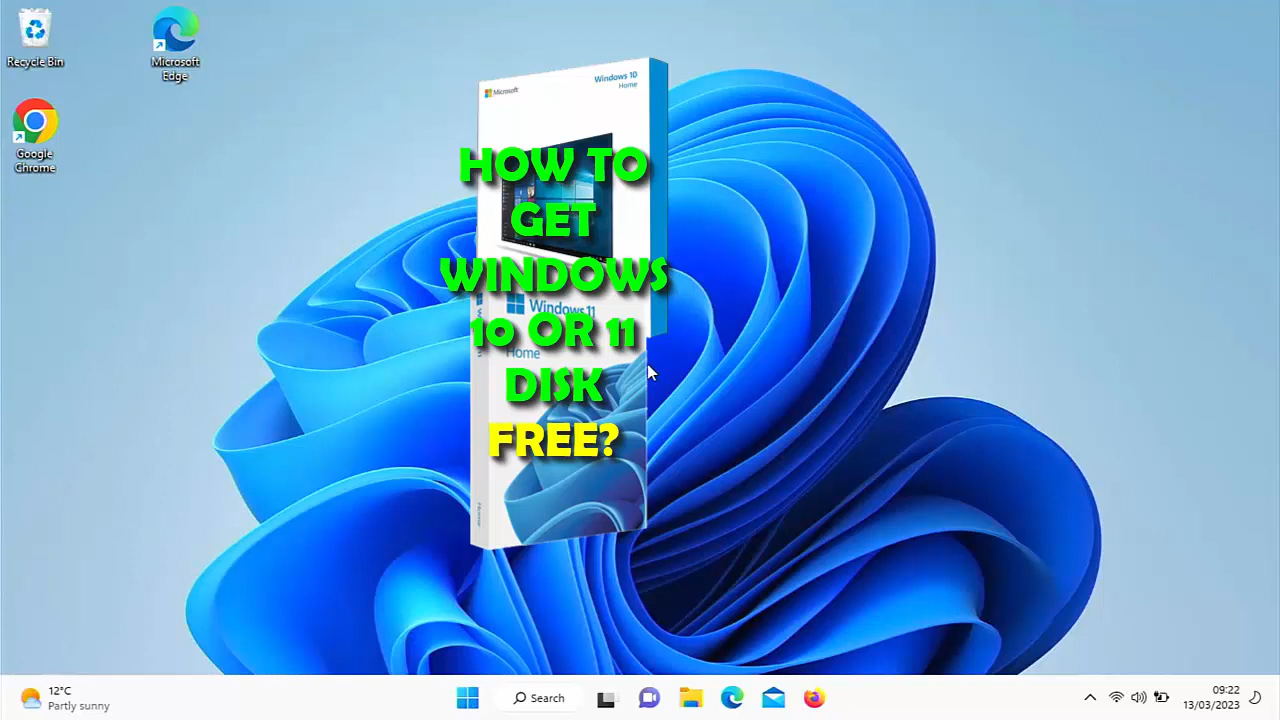 Recycle Bin
Microsoft
Edge
Google
Chrome
Microsoft
Windows 10
Home
HOW TO
GET
WINDOWS
10 OR 11
DISK
FREE?
Windows 11
Home
Home
12°C
Partly sunny
Search
09:22
13/03/2023